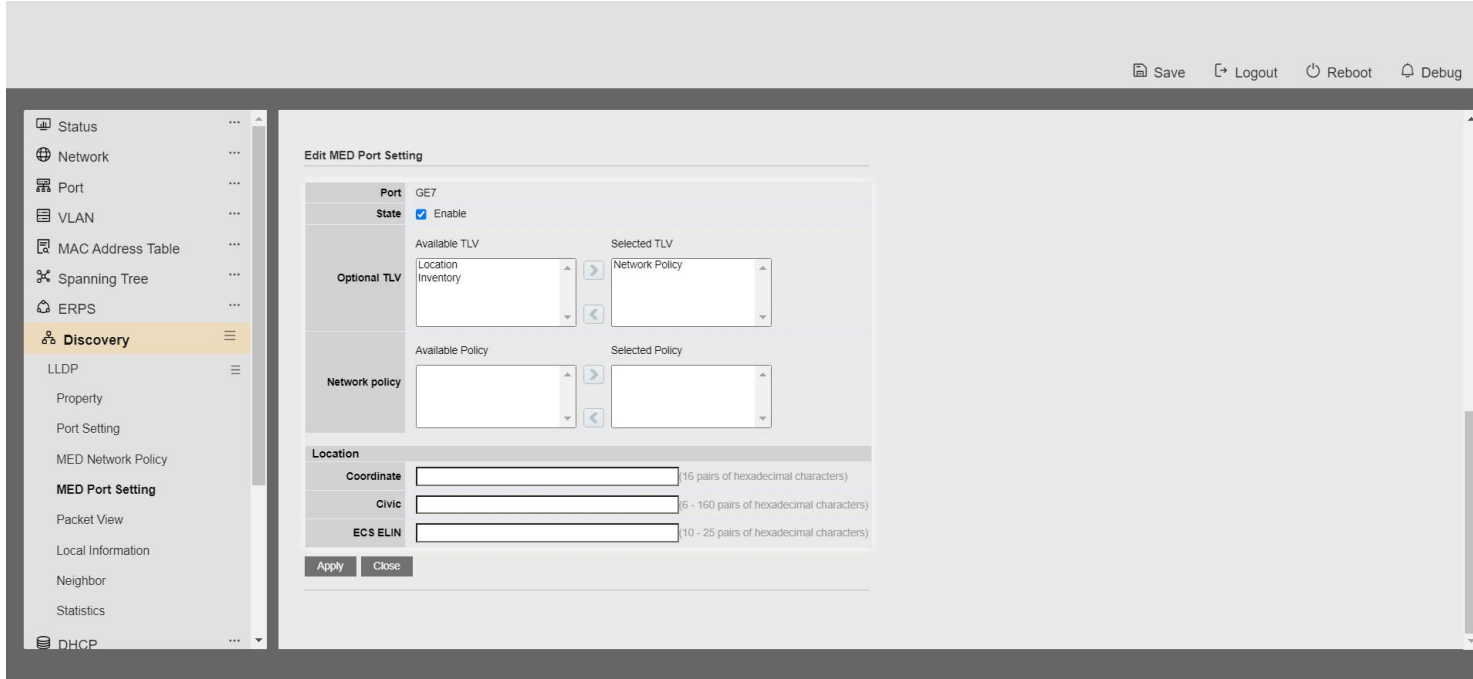 Save Logout Reboot Debug
Status
Network
Port
VLAN
MAC Address Table
Spanning Tree
ERPS
Discovery
LLDP
Property
Port Setting
MED Network Policy
MED Port Setting
Packet View
Local Information
Neighbor
Statistics
DHCP
Edit MED Port Setting
Port GE7
State Enable
Available TLV Selected TLV
Optional TLV
Location
Inventory
Network Policy
Available Policy Selected Policy
Network policy
Location
Coordinate (16 pairs of hexadecimal characters)
Civic (6 - 160 pairs of hexadecimal characters)
ECS ELIN (10 - 25 pairs of hexadecimal characters)
Apply Close